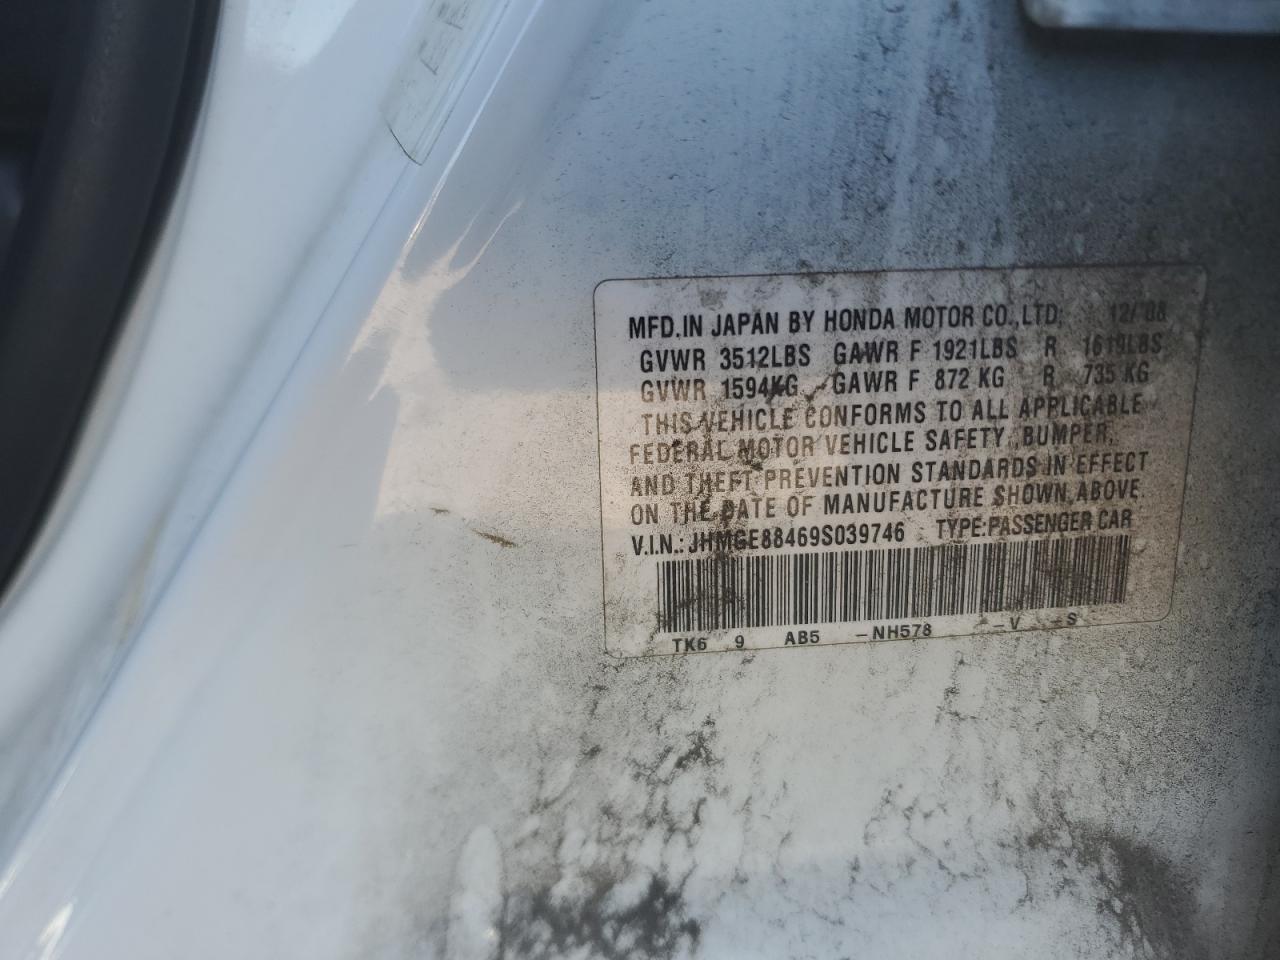 MFD.IN JAPAN BY HONDA MOTOR CO.,LTD. 12/'08
GVWR 3512LBS GAWR F 1921LBS R 1619LBS
GVWR 1594KG GAWR F 872 KG R 735 KG
THIS VEHICLE CONFORMS TO ALL APPLICABLE
FEDERAL MOTOR VEHICLE SAFETY, BUMPER,
AND THEFT PREVENTION STANDARDS IN EFFECT
ON THE DATE OF MANUFACTURE SHOWN ABOVE
V.I.N.: JHMGE88469S039746 TYPE:PASSENGER CAR
TK6 9 AB5 -NH578 -V -S